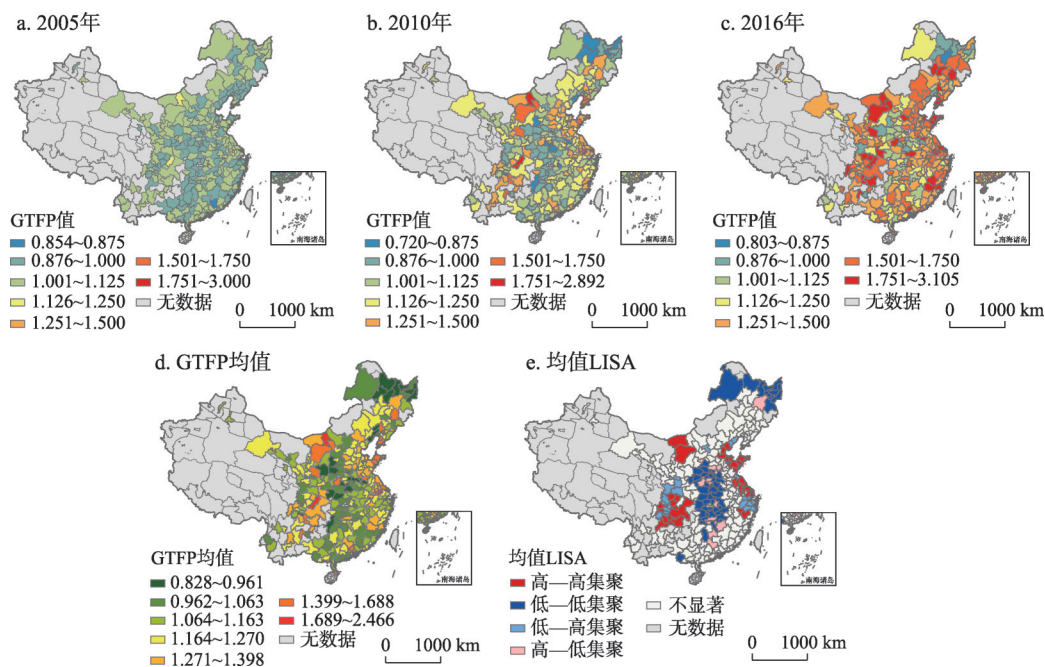 a. 2005年
GTFP值
0.854~0.875
0.876~1.000
1.001~1.125
1.126~1.250
1.251~1.500
1.501~1.750
1.751~3.000
无数据
0 1000 km
南海诸岛
b. 2010年
GTFP值
0.720~0.875
0.876~1.000
1.001~1.125
1.126~1.250
1.251~1.500
1.501~1.750
1.751~2.892
无数据
0 1000 km
南海诸岛
c. 2016年
GTFP值
0.803~0.875
0.876~1.000
1.001~1.125
1.126~1.250
1.251~1.500
1.501~1.750
1.751~3.105
无数据
0 1000 km
南海诸岛
d. GTFP均值
GTFP均值
0.828~0.961
0.962~1.063
1.064~1.163
1.164~1.270
1.271~1.398
1.399~1.688
1.689~2.466
无数据
0 1000 km
南海诸岛
e. 均值LISA
均值LISA
高—高集聚
低—低集聚
低—高集聚
高—低集聚
不显著
无数据
0 1000 km
南海诸岛